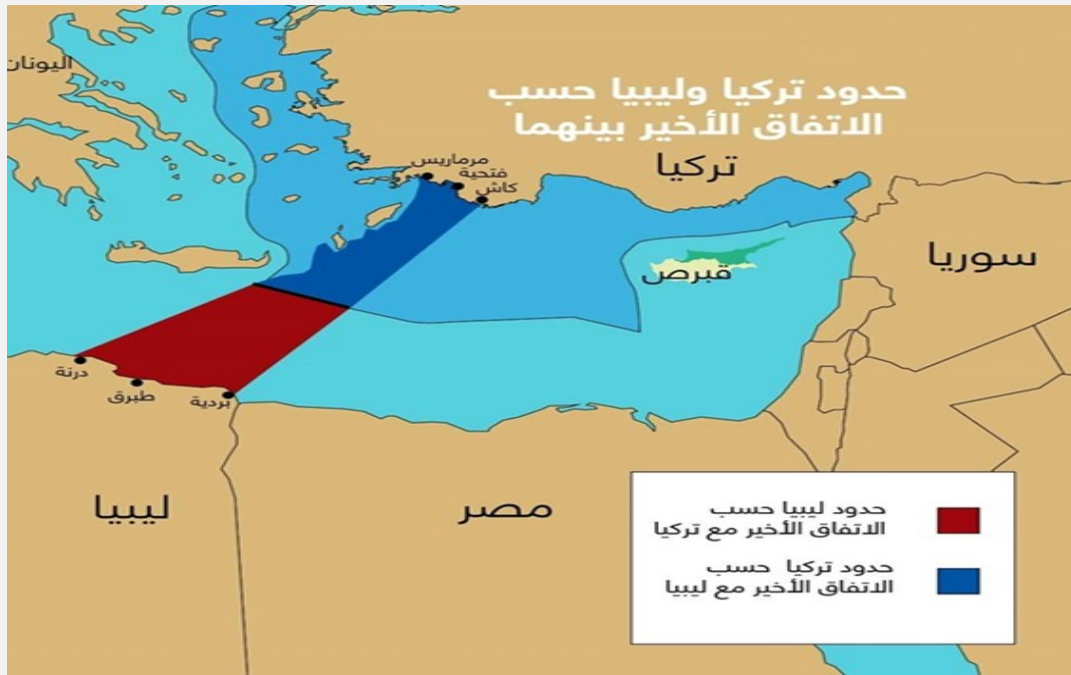 اليونان
حدود تركيا وليبيا حسب
الاتفاق الأخير بينهما
تركيا
مرماريس
فتحية
كاش
سوريا
قبرص
درنة
طبرق
بردية
ليبيا
مصر
حدود ليبيا حسب
الاتفاق الأخير مع تركيا
حدود تركيا حسب
الاتفاق الأخير مع ليبيا